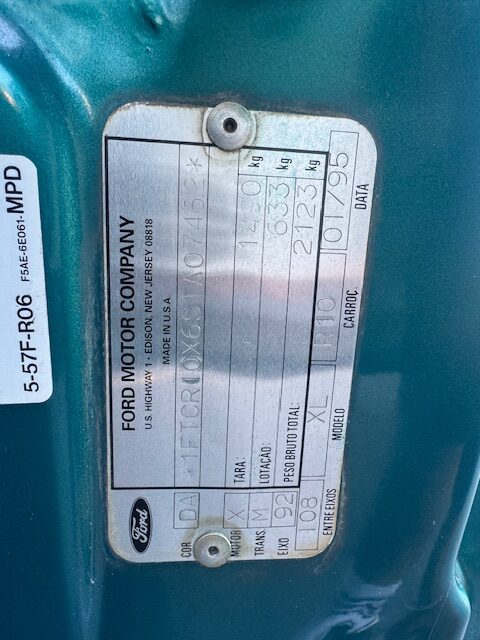 FORD MOTOR COMPANY
U.S. HIGHWAY 1 - EDISON, NEW JERSEY 08818
MADE IN U.S.A.
Ford
COR DA *1FTCR10X6STA07462*
MOTOR X TARA: 1490 kg
TRANS. M LOTAÇÃO: 633 kg
EIXO 92 PESO BRUTO TOTAL: 2123 kg
108 XL R10 01/95
ENTRE EIXOS MODELO CARROC. DATA
5-57F-R06 F5AE-6E061-MPD